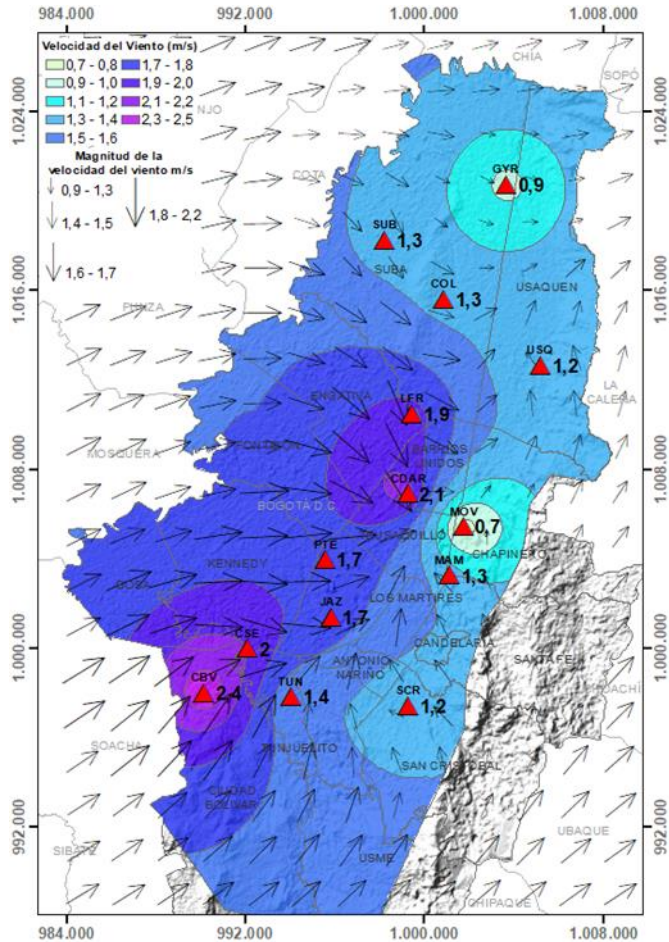 984.000 992.000 1.000.000 1.008.000
Velocidad del Viento (m/s)
0,7 - 0,8 1,7 - 1,8
0,9 - 1,0 1,9 - 2,0
1,1 - 1,2 2,1 - 2,2
1,3 - 1,4 2,3 - 2,5
1,5 - 1,6
Magnitud de la
velocidad del viento m/s
0,9 - 1,3
1,4 - 1,5
1,8 - 2,2
1,6 - 1,7
CHIA
SOPÓ
NJO
1.024.000 1.024.000
COTA
GYR
0,9
SUB
1,3
SUBA
COL
1,3
USAQUEN
1.016.000 1.016.000
FUNZA
USQ
1,2
LA
CALERA
ENGATIVA
LFR
1,9
FONTIBON
BARRIOS
UNIDOS
MOSQUERA
1.008.000 1.008.000
CDAR
2,1
BOGOTÁ D.C
MOV
0,7
TEUSAQUILLO
CHAPINERO
PTE
1,7
KENNEDY
MAM
1,3
BOSA
LOS MARTIRES
JAZ
1,7
CANDELARIA
1.000.000 1.000.000
CSE
2
ANTONIO
NARIÑO
SANTA FE
CBV
2,4
TUN
1,4
SCR
1,2
SOACHA
TUNJUELITO
SAN CRISTOBAL
CIUDAD
BOLIVAR
992.000 992.000
UBAQUE
SIBATE
USME
CHIPAQUE
984.000 992.000 1.000.000 1.008.000